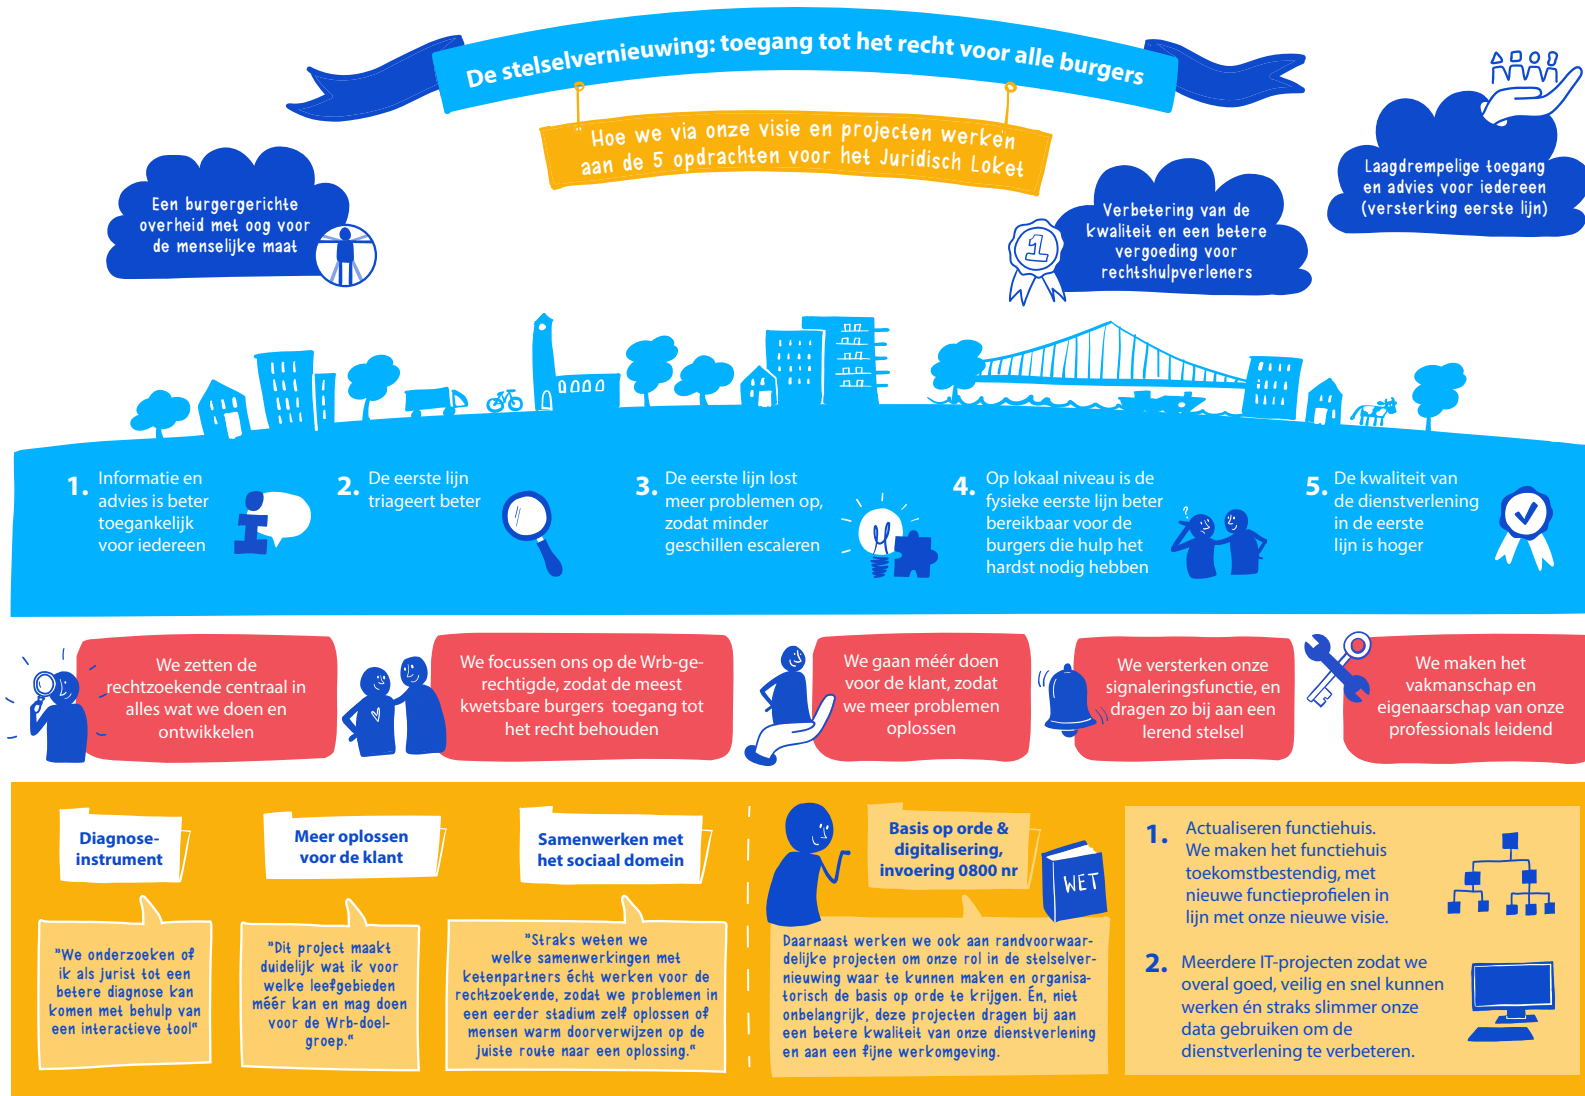 De stelselvernieuwing: toegang tot het recht voor alle burgers
" Hoe we via onze visie en projecten werken
aan de 5 opdrachten voor het Juridisch Loket
Een burgergerichte
overheid met oog voor
de menselijke maat
1
Verbetering van de
kwaliteit en een betere
vergoeding voor
rechtshulpverleners
Laagdrempelige toegang
en advies voor iedereen
(versterking eerste lijn)
1. Informatie en
advies is beter
toegankelijk
voor iedereen
i
2. De eerste lijn
triageert beter
3. De eerste lijn lost
meer problemen op,
zodat minder
geschillen escaleren
4. Op lokaal niveau is de
fysieke eerste lijn beter
bereikbaar voor de
burgers die hulp het
hardst nodig hebben
?
5. De kwaliteit van
de dienstverlening
in de eerste
lijn is hoger
We zetten de
rechtzoekende centraal in
alles wat we doen en
ontwikkelen
We focussen ons op de Wrb-ge-
rechtigde, zodat de meest
kwetsbare burgers toegang tot
het recht behouden
We gaan méér doen
voor de klant, zodat
we meer problemen
oplossen
We versterken onze
signaleringsfunctie, en
dragen zo bij aan een
lerend stelsel
We maken het
vakmanschap en
eigenaarschap van onze
professionals leidend
Diagnose-
instrument
"We onderzoeken of
ik als jurist tot een
betere diagnose kan
komen met behulp van
een interactieve tool"
Meer oplossen
voor de klant
"Dit project maakt
duidelijk wat ik voor
welke leefgebieden
méér kan en mag doen
voor de Wrb-doel-
groep."
Samenwerken met
het sociaal domein
"Straks weten we
welke samenwerkingen met
ketenpartners écht werken voor de
rechtzoekende, zodat we problemen in
een eerder stadium zelf oplossen of
mensen warm doorverwijzen op de
juiste route naar een oplossing."
Basis op orde &
digitalisering,
invoering 0800 nr
WET
Daarnaast werken we ook aan randvoorwaar-
delijke projecten om onze rol in de stelselver-
nieuwing waar te kunnen maken en organisa-
torisch de basis op orde te krijgen. Én, niet
onbelangrijk, deze projecten dragen bij aan
een betere kwaliteit van onze dienstverlening
en aan een fijne werkomgeving.
1. Actualiseren functiehuis.
We maken het functiehuis
toekomstbestendig, met
nieuwe functieprofielen in
lijn met onze nieuwe visie.
2. Meerdere IT-projecten zodat we
overal goed, veilig en snel kunnen
werken én straks slimmer onze
data gebruiken om de
dienstverlening te verbeteren.